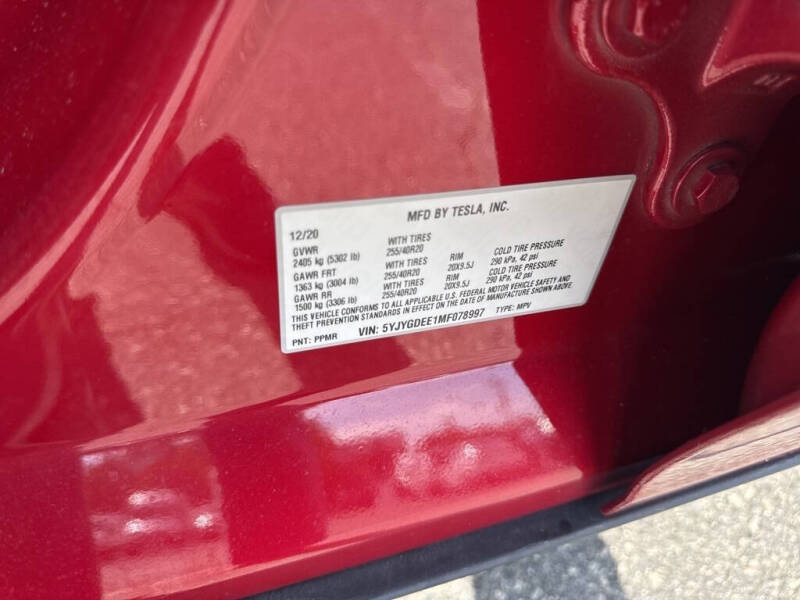 MFD BY TESLA, INC.
12/20
GVWR WITH TIRES RIM COLD TIRE PRESSURE
2405 kg (5302 lb) 255/40R20 20X9.5J 290 kPa, 42 psi
GAWR FRT WITH TIRES RIM COLD TIRE PRESSURE
1363 kg (3004 lb) 255/40R20 20X9.5J 290 kPa, 42 psi
GAWR RR
1500 kg (3306 lb)
THIS VEHICLE CONFORMS TO ALL APPLICABLE U.S. FEDERAL MOTOR VEHICLE SAFETY AND
THEFT PREVENTION STANDARDS IN EFFECT ON THE DATE OF MANUFACTURE SHOWN ABOVE.
PNT: PPMR VIN: 5YJYGDEE1MF078997 TYPE: MPV